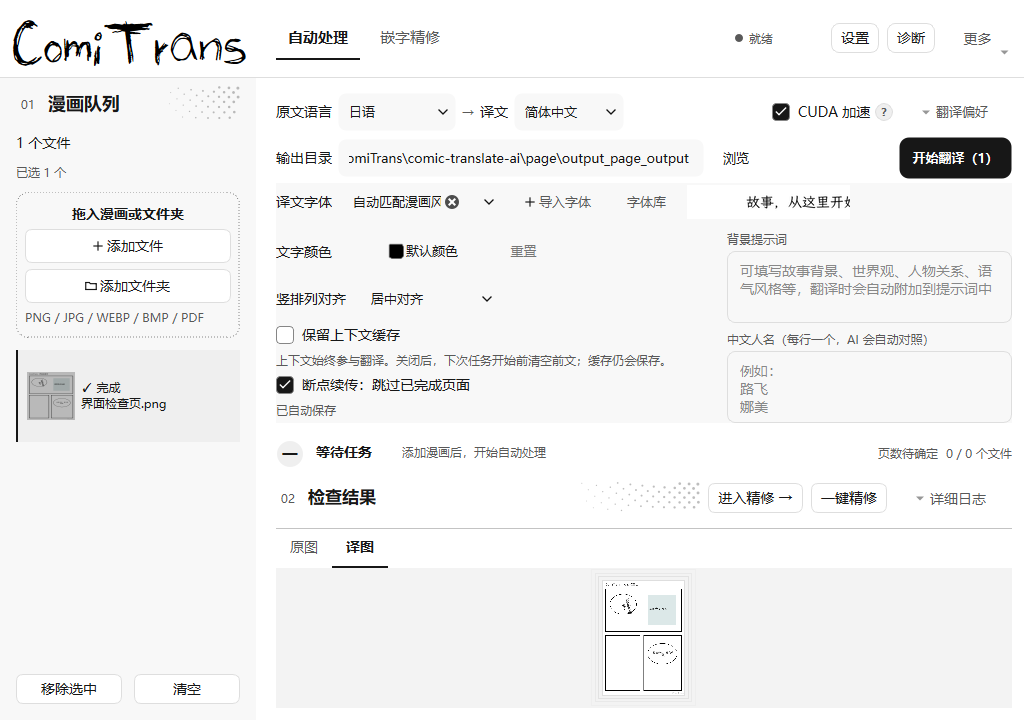 ComiTrans
自动处理
嵌字精修
就绪
设置
诊断
更多
01 漫画队列
1 个文件
已选 1 个
拖入漫画或文件夹
+ 添加文件
添加文件夹
PNG / JPG / WEBP / BMP / PDF
✓ 完成
界面检查页.png
移除选中
清空
原文语言 日语 → 译文 简体中文
CUDA 加速 ?
翻译偏好
输出目录 omiTrans\comic-translate-ai\page\output_page_output 浏览
开始翻译（1）
译文字体 自动匹配漫画风 + 导入字体 字体库 故事，从这里开始
文字颜色 默认颜色 重置
竖排列对齐 居中对齐
保留上下文缓存
上下文始终参与翻译。关闭后，下次任务开始前清空前文；缓存仍会保存。
断点续传：跳过已完成页面
已自动保存
背景提示词
可填写故事背景、世界观、人物关系、语
气风格等，翻译时会自动附加到提示词中
中文人名（每行一个，AI 会自动对照）
例如：
路飞
娜美
等待任务 添加漫画后，开始自动处理
页数待确定 0 / 0 个文件
02 检查结果
进入精修 →
一键精修
详细日志
原图
译图